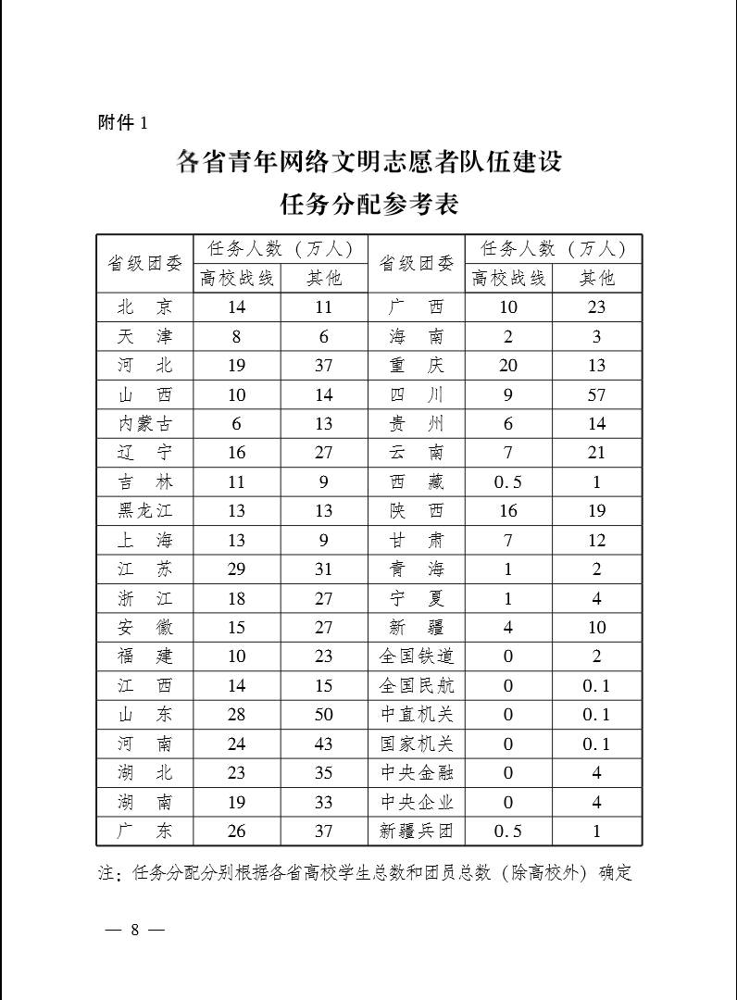 附件 1
各省青年网络文明志愿者队伍建设
任务分配参考表
省级团委 任务人数（万人） 省级团委 任务人数（万人）
高校战线 其他 高校战线 其他
北 京 14 11 广 西 10 23
天 津 8 6 海 南 2 3
河 北 19 37 重 庆 20 13
山 西 10 14 四 川 9 57
内蒙古 6 13 贵 州 6 14
辽 宁 16 27 云 南 7 21
吉 林 11 9 西 藏 0.5 1
黑龙江 13 13 陕 西 16 19
上 海 13 9 甘 肃 7 12
江 苏 29 31 青 海 1 2
浙 江 18 27 宁 夏 1 4
安 徽 15 27 新 疆 4 10
福 建 10 23 全国铁道 0 2
江 西 14 15 全国民航 0 0.1
山 东 28 50 中直机关 0 0.1
河 南 24 43 国家机关 0 0.1
湖 北 23 35 中央金融 0 4
湖 南 19 33 中央企业 0 4
广 东 26 37 新疆兵团 0.5 1
注：任务分配分别根据各省高校学生总数和团员总数（除高校外）确定
— 8 —